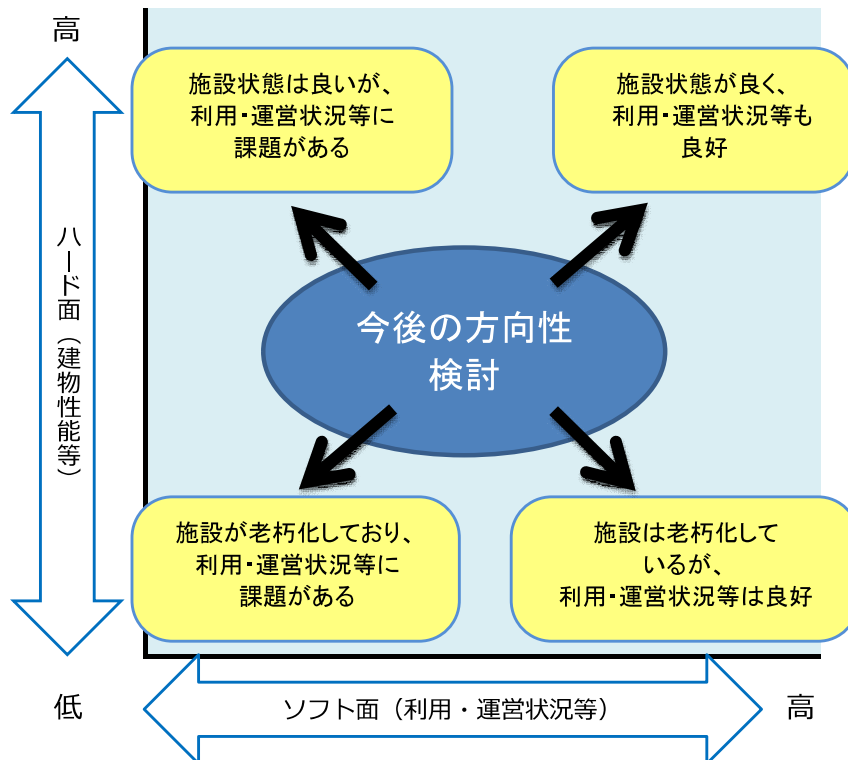 高
施設状態は良いが、
利用・運営状況等に
課題がある
施設状態が良く、
利用・運営状況等も
良好
ハード面（建物性能等）
今後の方向性
検討
施設が老朽化しており、
利用・運営状況等に
課題がある
施設は老朽化して
いるが、
利用・運営状況等は良好
低
ソフト面（利用・運営状況等）
高